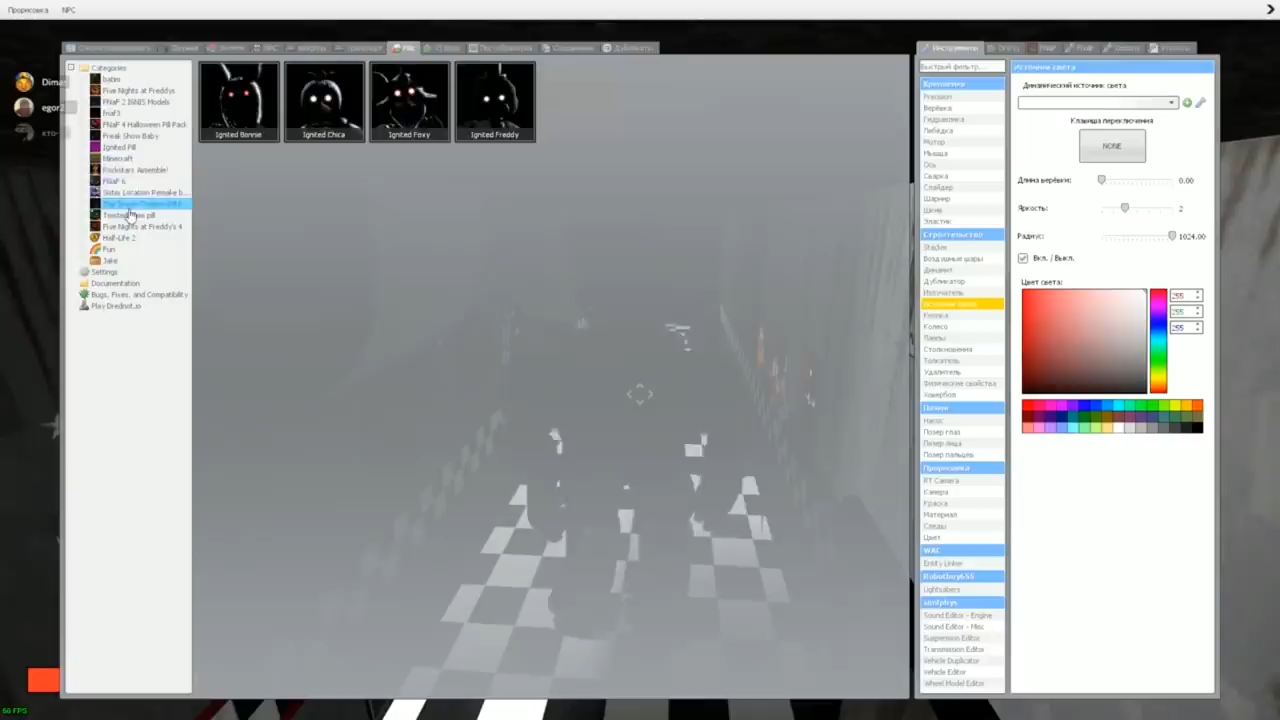 Прорисовка NPC
Dima
egor2
кто-
Categories
batim
Five Nights at Freddys
FNaF 2 IGNIS Models
fnaf3
FNaF 4 Halloween Pill Pack
Freak Show Baby
Ignited Pill
Minecraft
Rockstars Assemble!
FNaF 6
Sister Location Remake b...
Five Nights at Freddy's 4
Half-Life 2
Fun
Jake
Settings
Documentation
Bugs, Fixes, and Compatibility
Play Drednot.io
Ignited Bonnie
Ignited Chica
Ignited Foxy
Ignited Freddy
Инструменты
Быстрый фильтр...
Крепление
Precision
Верёвка
Гидравлика
Лебёдка
Мотор
Мышца
Ось
Сварка
Слайдер
Шарнир
Шкив
Эластик
Строительство
Stacker
Воздушные шары
Динамит
Дубликатор
Излучатель
Источник света
Кнопка
Колесо
Лампы
Столкновения
Толкатель
Удалитель
Физические свойства
Ховербол
Позинг
Насос
Позер глаз
Позер лица
Позер пальцев
Прорисовка
RT Camera
Камера
Краска
Материал
Следы
Цвет
WAC
Entity Linker
Robotboy655
Lightsabers
simfphys
Sound Editor - Engine
Sound Editor - Misc
Suspension Editor
Transmission Editor
Vehicle Duplicator
Vehicle Editor
Wheel Model Editor
Источник света
Динамический источник света
Клавиша переключения
NONE
Длина верёвки: 0.00
Яркость: 2
Радиус: 1024.00
Вкл. / Выкл.
Цвет света:
255
255
255
60 FPS